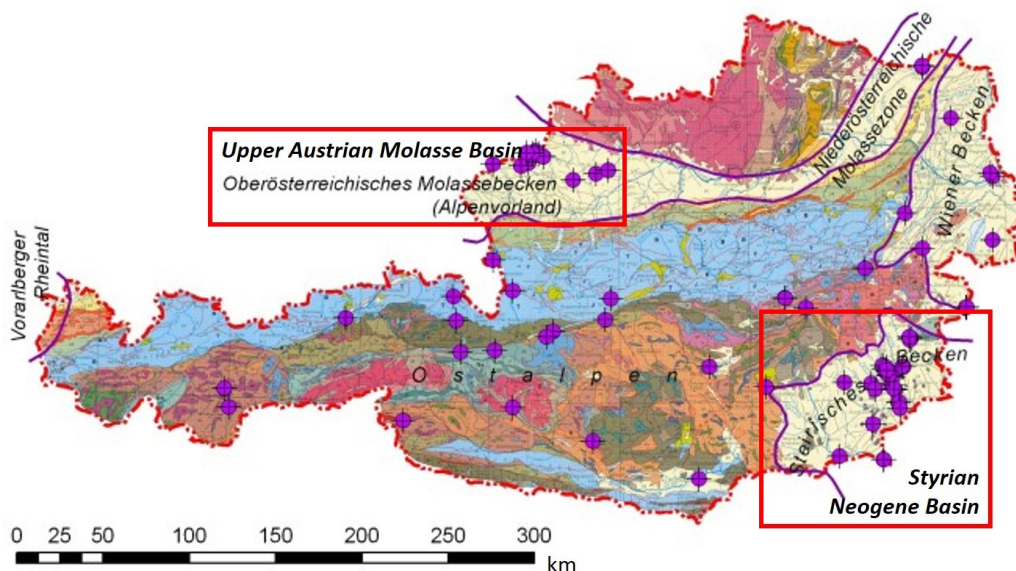 Niederösterreichische
Molassezone
Wiener Becken
Upper Austrian Molasse Basin
Oberösterreichisches Molassebecken
(Alpenvorland)
Vorarlberger
Rheintal
Ostalpen
Steirisches Becken
Styrian
Neogene Basin
0 25 50 100 150 200 250 300
km